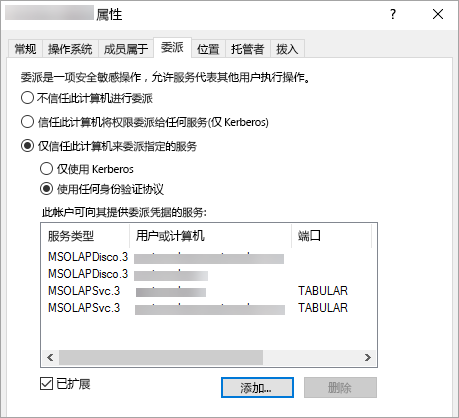 属性
常规 操作系统 成员属于 委派 位置 托管者 拨入
委派是一项安全敏感操作，允许服务代表其他用户执行操作。
不信任此计算机进行委派
信任此计算机将权限委派给任何服务(仅 Kerberos)
仅信任此计算机来委派指定的服务
仅使用 Kerberos
使用任何身份验证协议
此帐户可向其提供委派凭据的服务:
服务类型 用户或计算机 端口
MSOLAPDisco.3
MSOLAPDisco.3
MSOLAPSvc.3 TABULAR
MSOLAPSvc.3 TABULAR
已扩展 添加... 删除